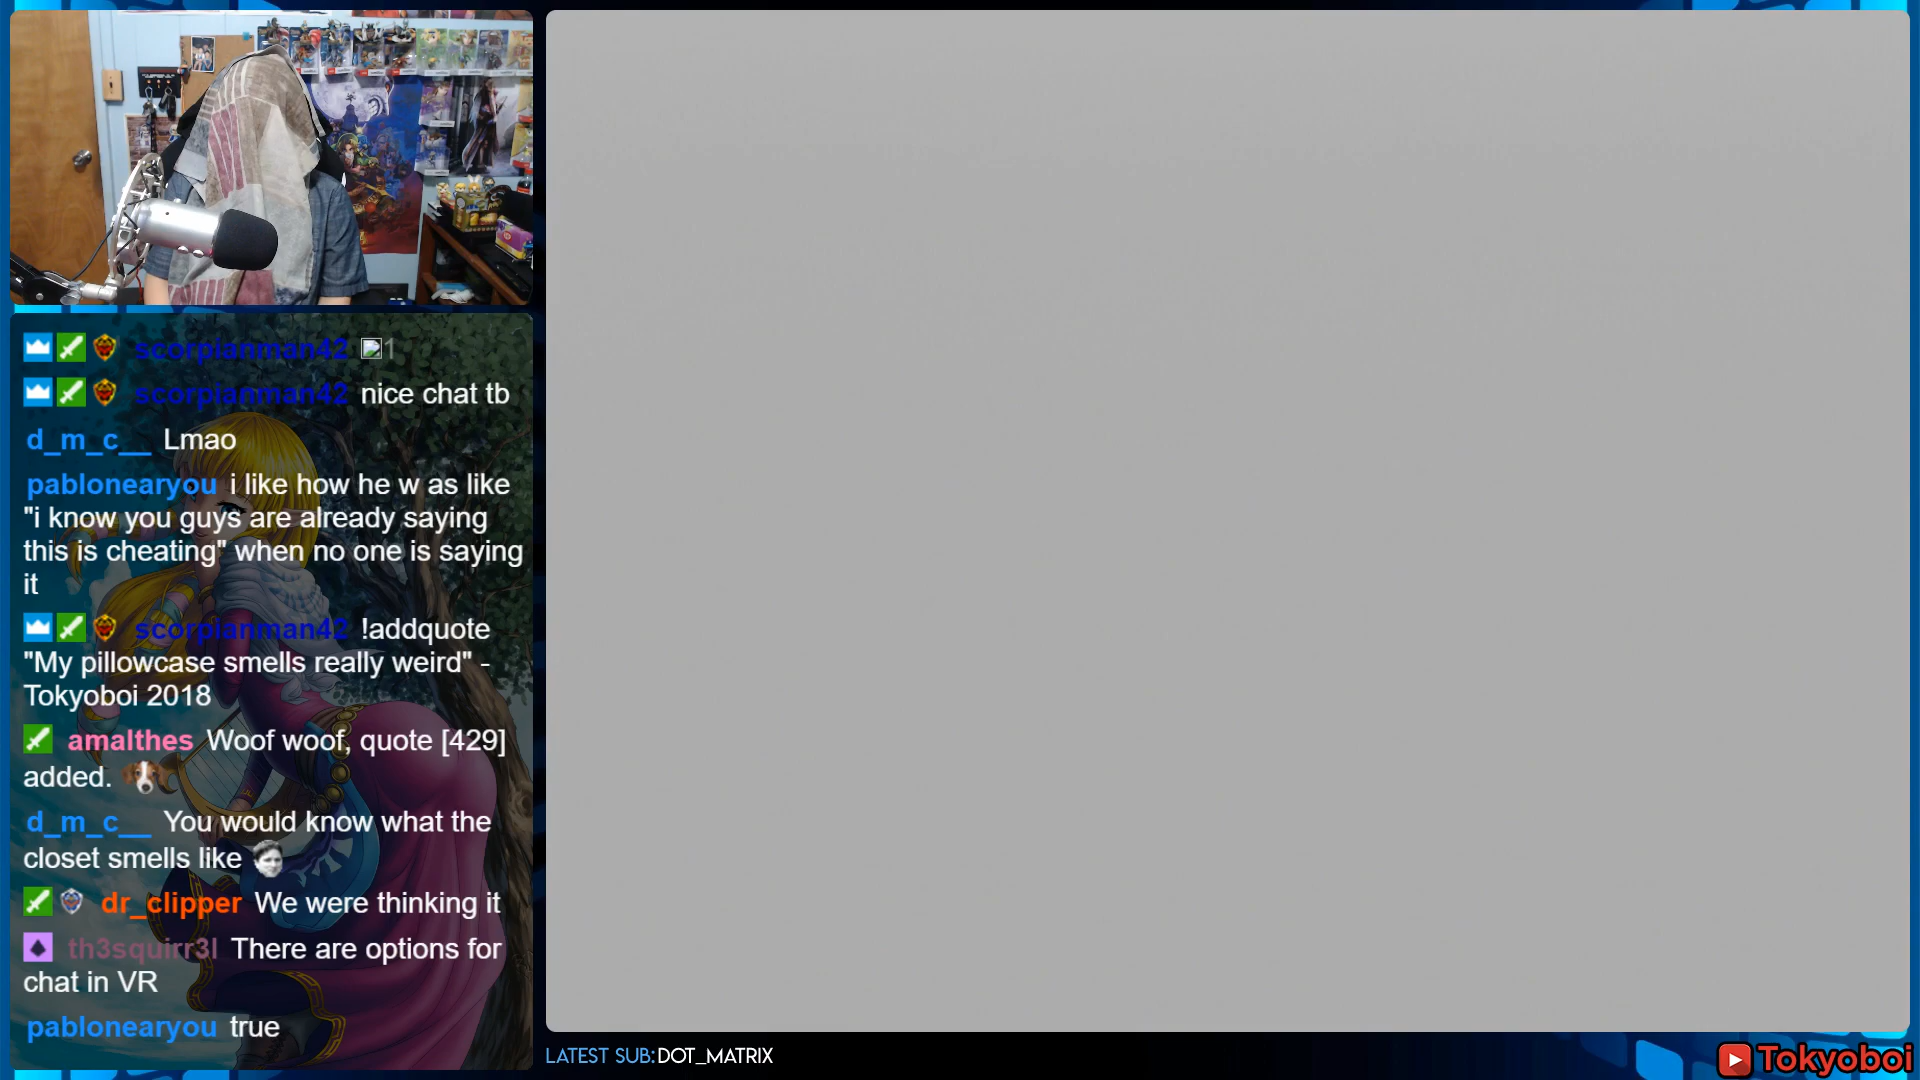 scorpianman42 1
scorpianman42 nice chat tb
d_m_c__ Lmao
pablonearyou i like how he w as like
"i know you guys are already saying
this is cheating" when no one is saying
it
scorpianman42 !addquote
"My pillowcase smells really weird" -
Tokyoboi 2018
amalthes Woof woof, quote [429]
added.
d_m_c__ You would know what the
closet smells like
dr_clipper We were thinking it
th3squirr3l There are options for
chat in VR
pablonearyou true
LATEST SUB: DOT_MATRIX
Tokyoboi